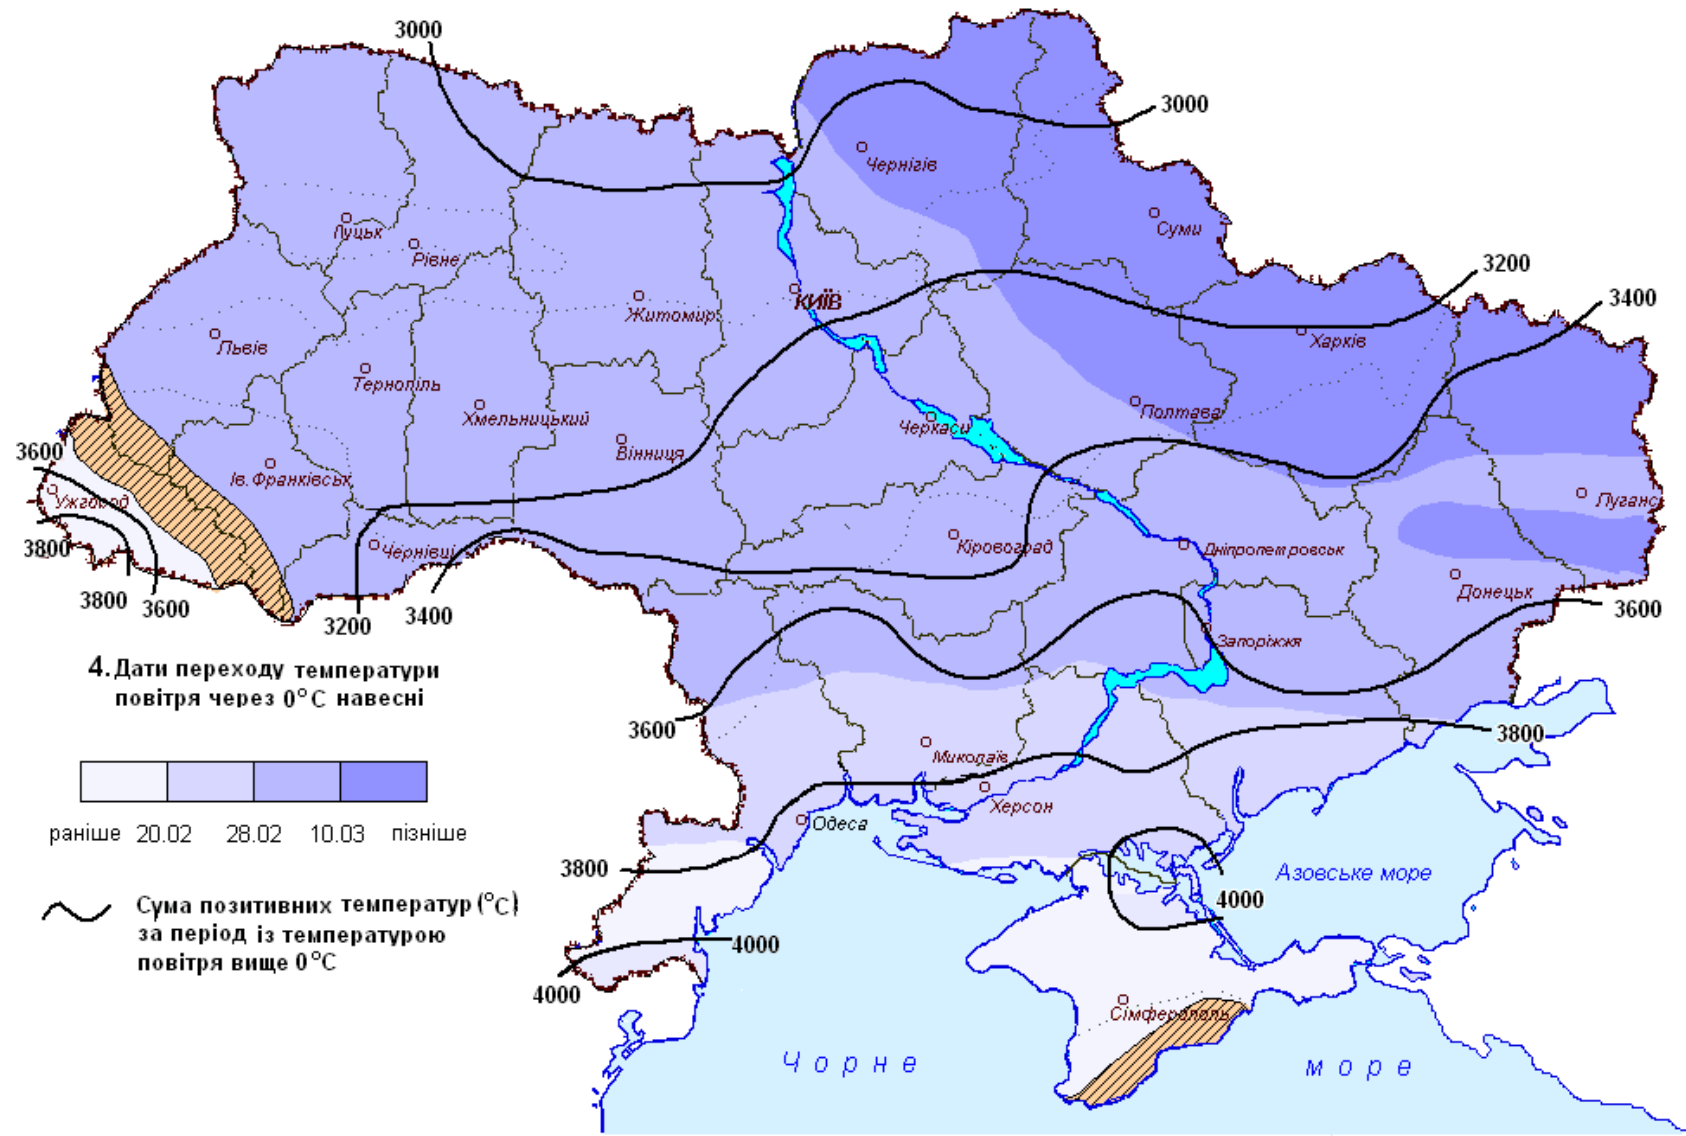 3000
3000
Чернігів
Суми
Луцьк
Рівне
3200
3400
Житомир
КИЇВ
Харків
Львів
Тернопіль
Хмельницький
Полтава
Черкаси
Вінниця
3600
Ів.Франківськ
Ужгород
Луганс
3800
Чернівці
Кіровоград
Дніпропетровськ
Донецьк
3800
3600
3200
3400
3600
Запоріжжя
4. Дати переходу температури
повітря через 0°С навесні
3600
3800
Миколаїв
Херсон
Одеса
раніше 20.02 28.02 10.03 пізніше
3800
Азовське море
4000
Сума позитивних температур (°С)
за період із температурою
повітря вище 0°С
4000
4000
Сімферополь
Чорне море